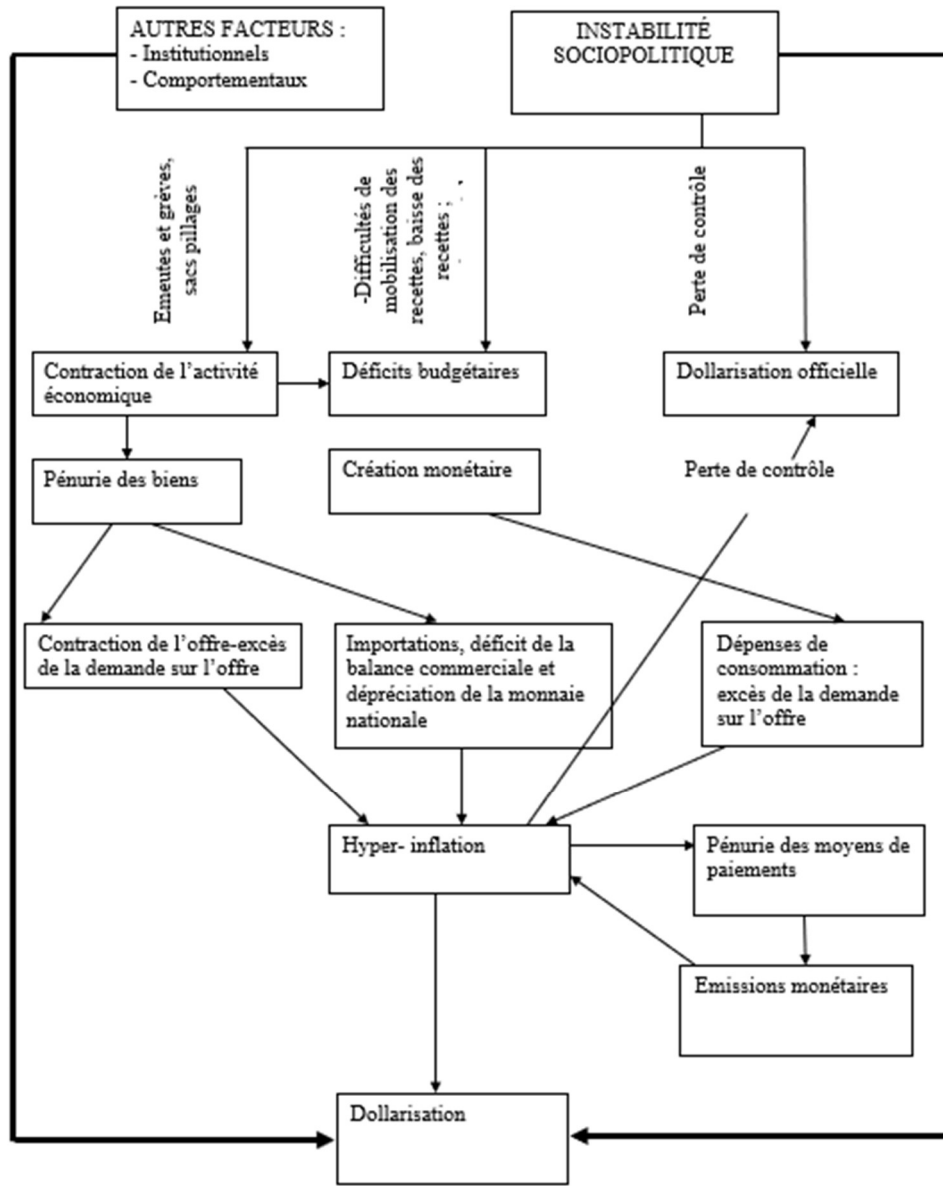 AUTRES FACTEURS :
- Institutionnels
- Comportementaux
INSTABILITÉ
SOCIOPOLITIQUE
Emeutes et grèves,
sacs pillages
-Difficultés de
mobilisation des
recettes, baisse des
recettes ;
Perte de contrôle
Contraction de l’activité
économique
Déficits budgétaires
Dollarisation officielle
Pénurie des biens
Création monétaire
Perte de contrôle
Contraction de l’offre-excès
de la demande sur l’offre
Importations, déficit de la
balance commerciale et
dépréciation de la monnaie
nationale
Dépenses de
consommation :
excès de la demande
sur l’offre
Hyper- inflation
Pénurie des moyens de
paiements
Emissions monétaires
Dollarisation